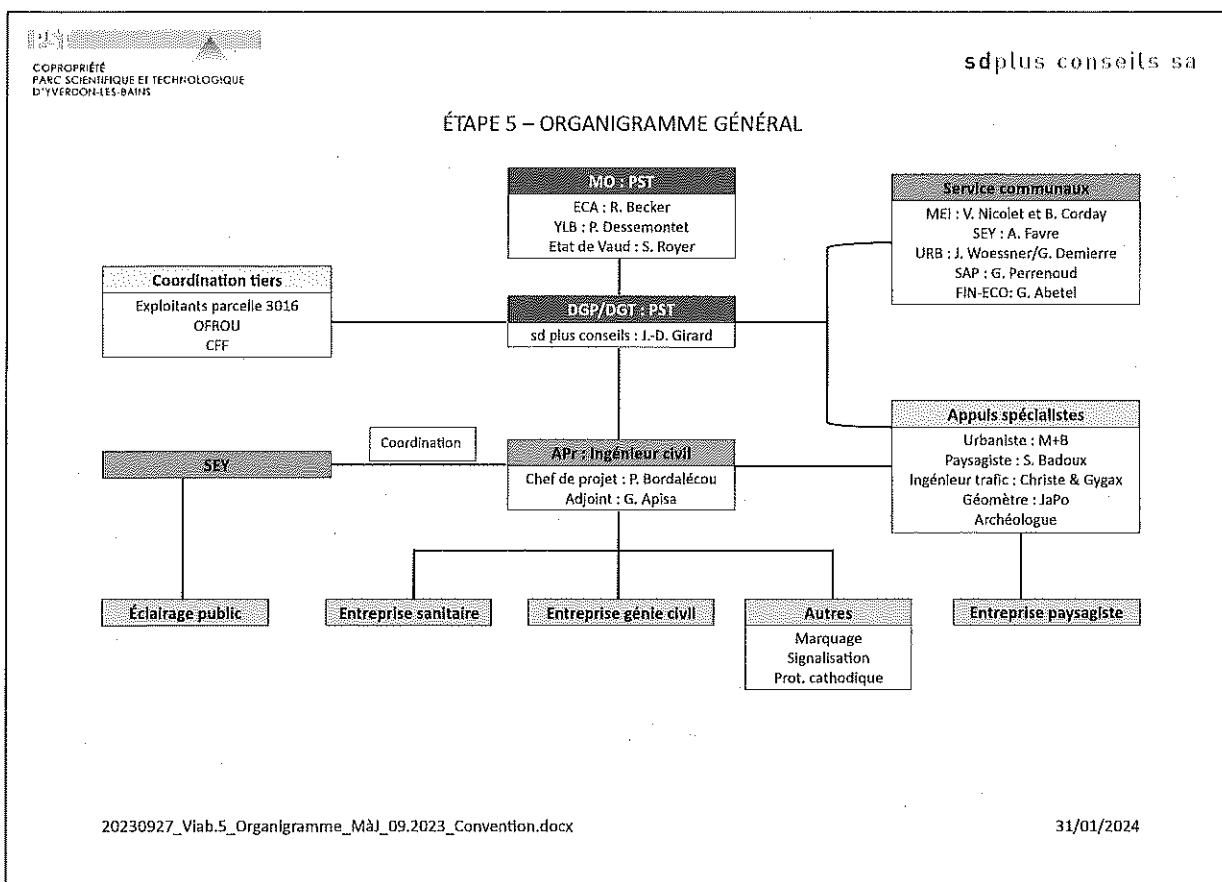 COPROPRIÉTÉ
PARC SCIENTIFIQUE ET TECHNOLOGIQUE
D'YVERDON-LES-BAINS
sdplus conseils sa
ÉTAPE 5 – ORGANIGRAMME GÉNÉRAL
MO : PST
ECA : R. Becker
YLB : P. Dessemontet
Etat de Vaud : S. Royer
Service communaux
MEI : V. Nicolet et B. Corday
SEY : A. Favre
URB : J. Woessner/G. Demierre
SAP : G. Perrenoud
FIN-ECO: G. Abetel
Coordination tiers
Exploitants parcelle 3016
OFROU
CFF
DGP/DGT : PST
sd plus conseils : J.-D. Girard
Appuis spécialistes
Urbaniste : M+B
Paysagiste : S. Badoux
Ingénieur trafic : Christe & Gygax
Géomètre : JaPo
Archéologue
Coordination
SEY
APr : Ingénieur civil
Chef de projet : P. Bordalécou
Adjoint : G. Apisa
Éclairage public
Entreprise sanitaire
Entreprise génie civil
Autres
Marquage
Signalisation
Prot. cathodique
Entreprise paysagiste
20230927_Viab.5_Organigramme_MàJ_09.2023_Convention.docx
31/01/2024